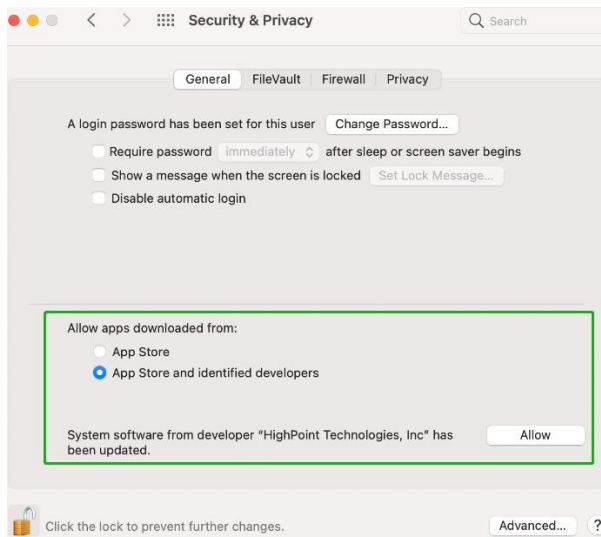 Security & Privacy
Search
General FileVault Firewall Privacy
A login password has been set for this user Change Password...
Require password immediately after sleep or screen saver begins
Show a message when the screen is locked Set Lock Message...
Disable automatic login
Allow apps downloaded from:
App Store
App Store and identified developers
System software from developer “HighPoint Technologies, Inc” has Allow
been updated.
Click the lock to prevent further changes. Advanced... ?